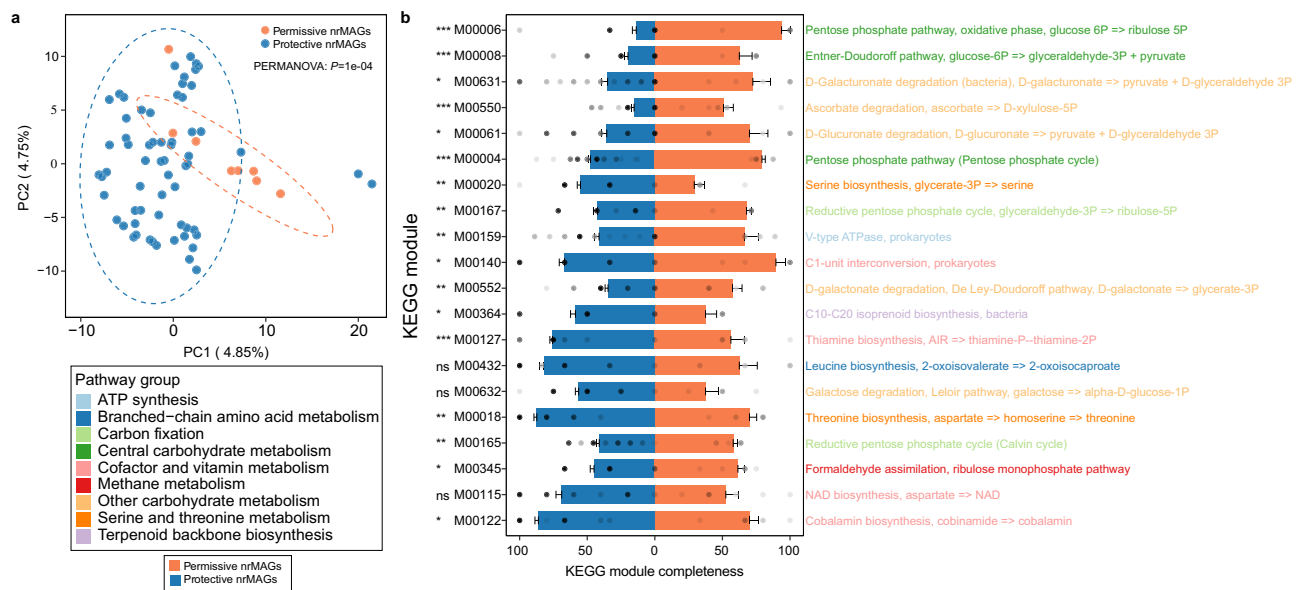 a
Permissive nrMAGs
Protective nrMAGs
PERMANOVA: P=1e-04
10
5
0
−5
−10
PC2 ( 4.75%)
−10
0
10
20
PC1 ( 4.85%)
Pathway group
ATP synthesis
Branched−chain amino acid metabolism
Carbon fixation
Central carbohydrate metabolism
Cofactor and vitamin metabolism
Methane metabolism
Other carbohydrate metabolism
Serine and threonine metabolism
Terpenoid backbone biosynthesis
Permissive nrMAGs
Protective nrMAGs
b
KEGG module
*** M00006 Pentose phosphate pathway, oxidative phase, glucose 6P => ribulose 5P
*** M00008 Entner-Doudoroff pathway, glucose-6P => glyceraldehyde-3P + pyruvate
* M00631 D-Galacturonate degradation (bacteria), D-galacturonate => pyruvate + D-glyceraldehyde 3P
*** M00550 Ascorbate degradation, ascorbate => D-xylulose-5P
* M00061 D-Glucuronate degradation, D-glucuronate => pyruvate + D-glyceraldehyde 3P
*** M00004 Pentose phosphate pathway (Pentose phosphate cycle)
** M00020 Serine biosynthesis, glycerate-3P => serine
** M00167 Reductive pentose phosphate cycle, glyceraldehyde-3P => ribulose-5P
** M00159 V-type ATPase, prokaryotes
* M00140 C1-unit interconversion, prokaryotes
** M00552 D-galactonate degradation, De Ley-Doudoroff pathway, D-galactonate => glycerate-3P
* M00364 C10-C20 isoprenoid biosynthesis, bacteria
*** M00127 Thiamine biosynthesis, AIR => thiamine-P--thiamine-2P
ns M00432 Leucine biosynthesis, 2-oxoisovalerate => 2-oxoisocaproate
ns M00632 Galactose degradation, Leloir pathway, galactose => alpha-D-glucose-1P
** M00018 Threonine biosynthesis, aspartate => homoserine => threonine
** M00165 Reductive pentose phosphate cycle (Calvin cycle)
* M00345 Formaldehyde assimilation, ribulose monophosphate pathway
ns M00115 NAD biosynthesis, aspartate => NAD
* M00122 Cobalamin biosynthesis, cobinamide => cobalamin
100 50 0 50 100
KEGG module completeness